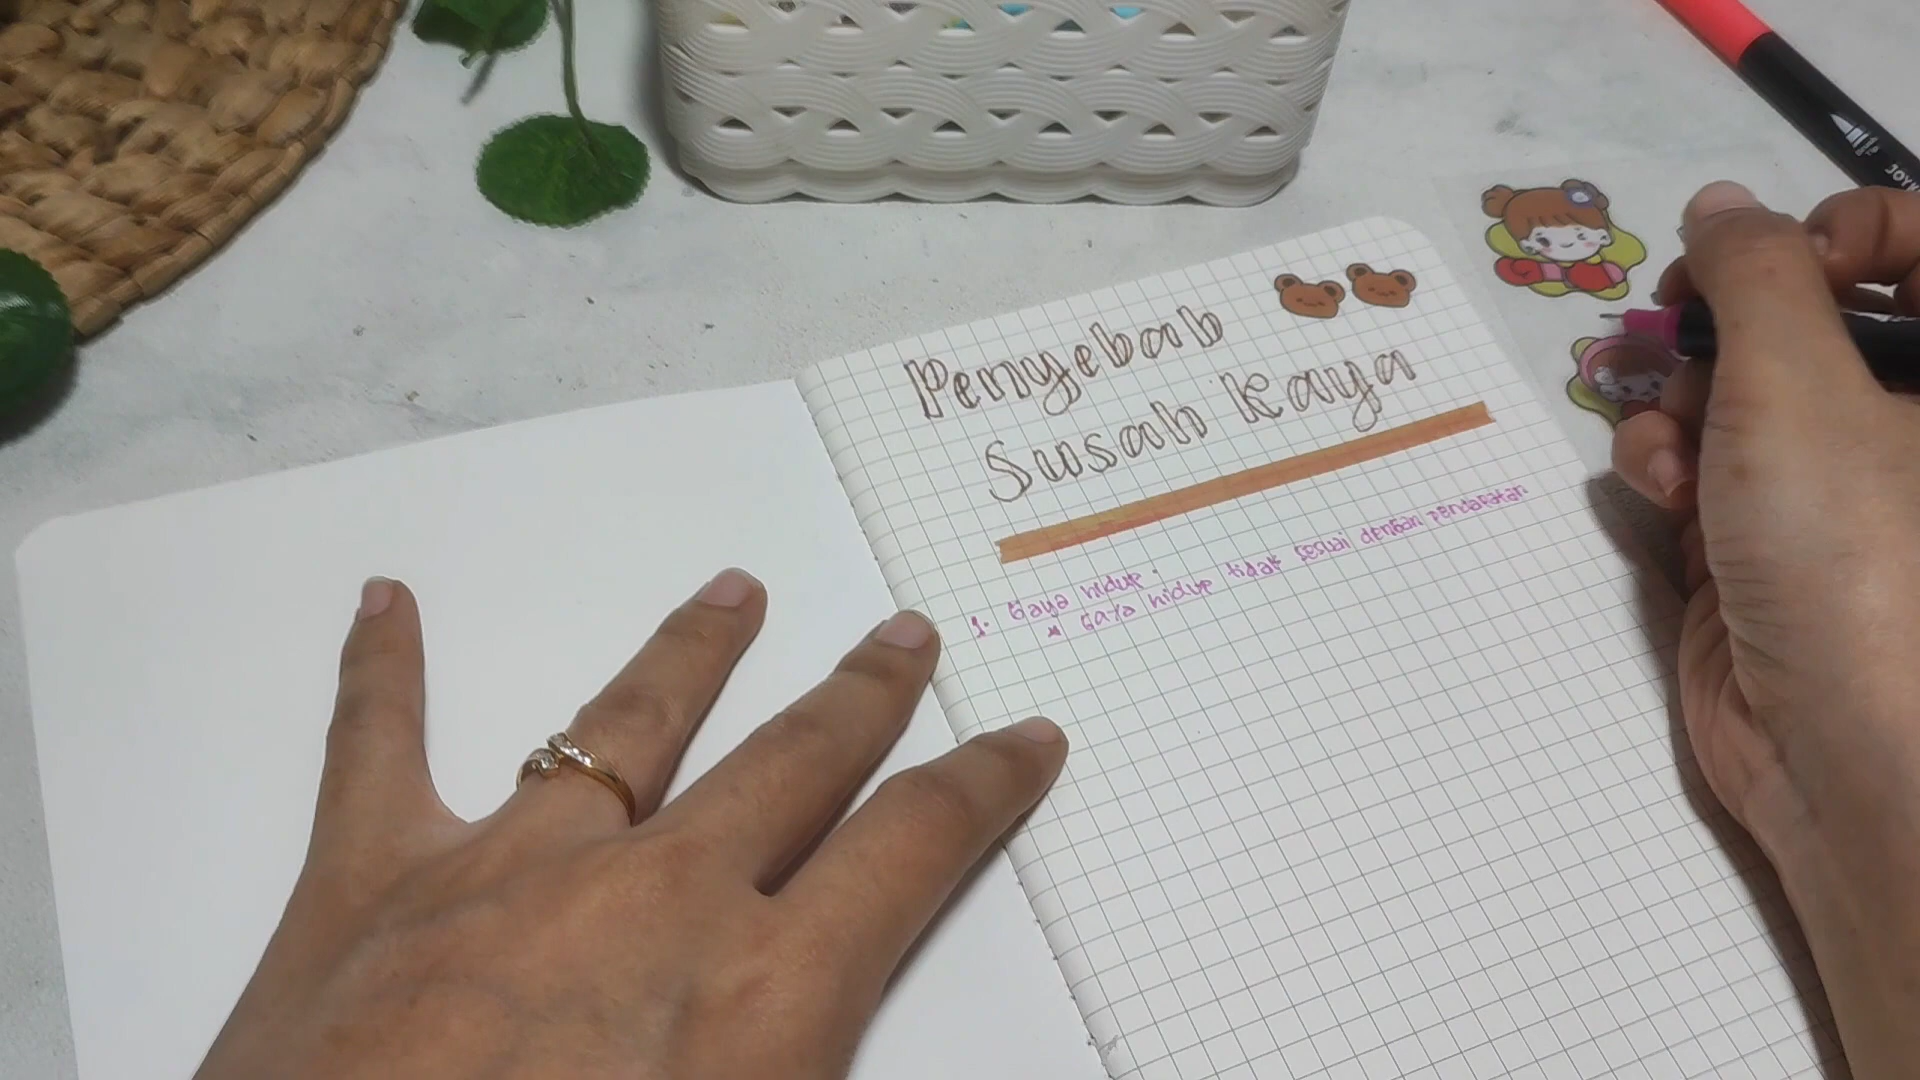 Penyebab
Susah Kaya
1. Gaya hidup.
* Gaya hidup tidak sesuai dengan pendapatan